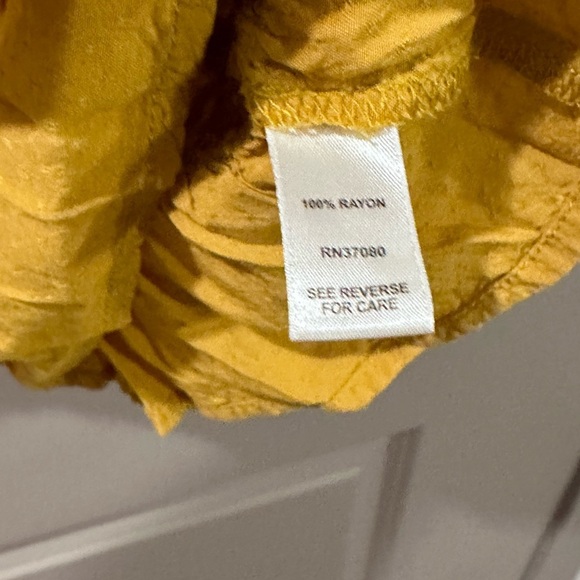 100% RAYON
RN37080
SEE REVERSE
FOR CARE